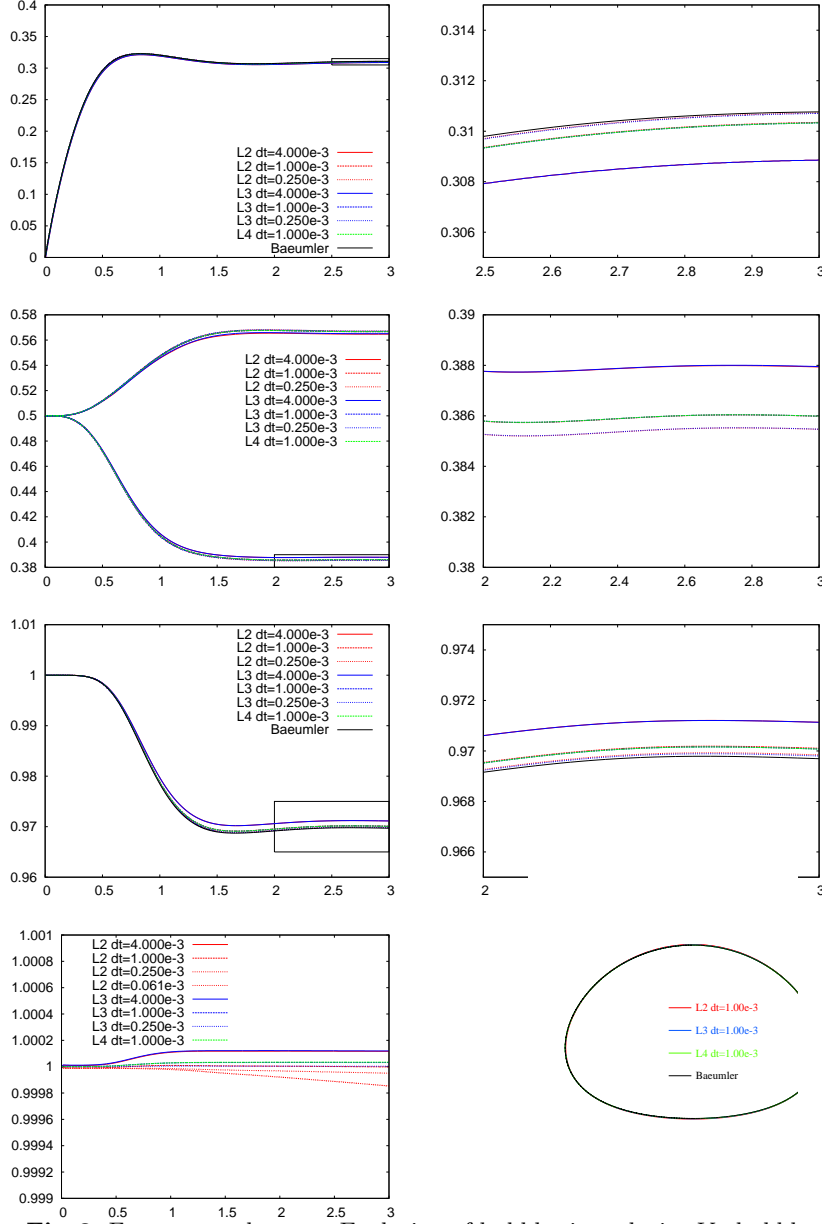 0.4
0.35
0.3
0.25
0.2
0.15
0.1
0.05
0
L2 dt=4.000e-3
L2 dt=1.000e-3
L2 dt=0.250e-3
L3 dt=4.000e-3
L3 dt=1.000e-3
L3 dt=0.250e-3
L4 dt=1.000e-3
Baeumler
0 0.5 1 1.5 2 2.5 3
0.314
0.312
0.31
0.308
0.306
2.5 2.6 2.7 2.8 2.9 3
0.58
0.56
0.54
0.52
0.5
0.48
0.46
0.44
0.42
0.4
0.38
L2 dt=4.000e-3
L2 dt=1.000e-3
L2 dt=0.250e-3
L3 dt=4.000e-3
L3 dt=1.000e-3
L3 dt=0.250e-3
L4 dt=1.000e-3
0 0.5 1 1.5 2 2.5 3
0.39
0.388
0.386
0.384
0.382
0.38
2 2.2 2.4 2.6 2.8 3
1.01
1
0.99
0.98
0.97
0.96
L2 dt=4.000e-3
L2 dt=1.000e-3
L2 dt=0.250e-3
L3 dt=4.000e-3
L3 dt=1.000e-3
L3 dt=0.250e-3
L4 dt=1.000e-3
Baeumler
0 0.5 1 1.5 2 2.5 3
0.974
0.972
0.97
0.968
0.966
2 3
1.001
1.0008
1.0006
1.0004
1.0002
1
0.9998
0.9996
0.9994
0.9992
0.999
L2 dt=4.000e-3
L2 dt=1.000e-3
L2 dt=0.250e-3
L2 dt=0.061e-3
L3 dt=4.000e-3
L3 dt=1.000e-3
L3 dt=0.250e-3
L4 dt=1.000e-3
0 0.5 1 1.5 2 2.5 3
L2 dt=1.00e-3
L3 dt=1.00e-3
L4 dt=1.00e-3
Baeumler